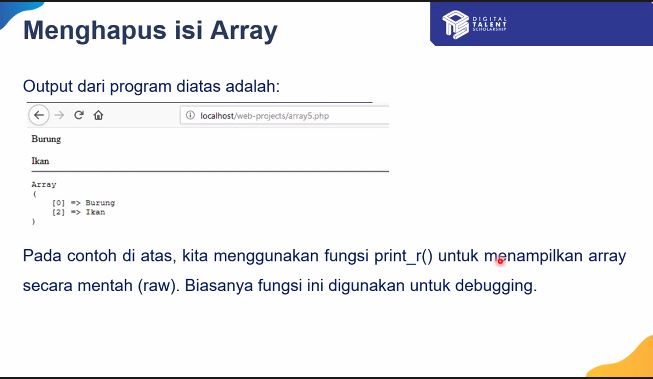 Menghapus isi Array
DIGITAL
TALENT
SCHOLARSHIP
Output dari program diatas adalah:
localhost/web-projects/array5.php
Burung
Ikan
Array
(
[0] => Burung
[2] => Ikan
)
Pada contoh di atas, kita menggunakan fungsi print_r() untuk menampilkan array
secara mentah (raw). Biasanya fungsi ini digunakan untuk debugging.